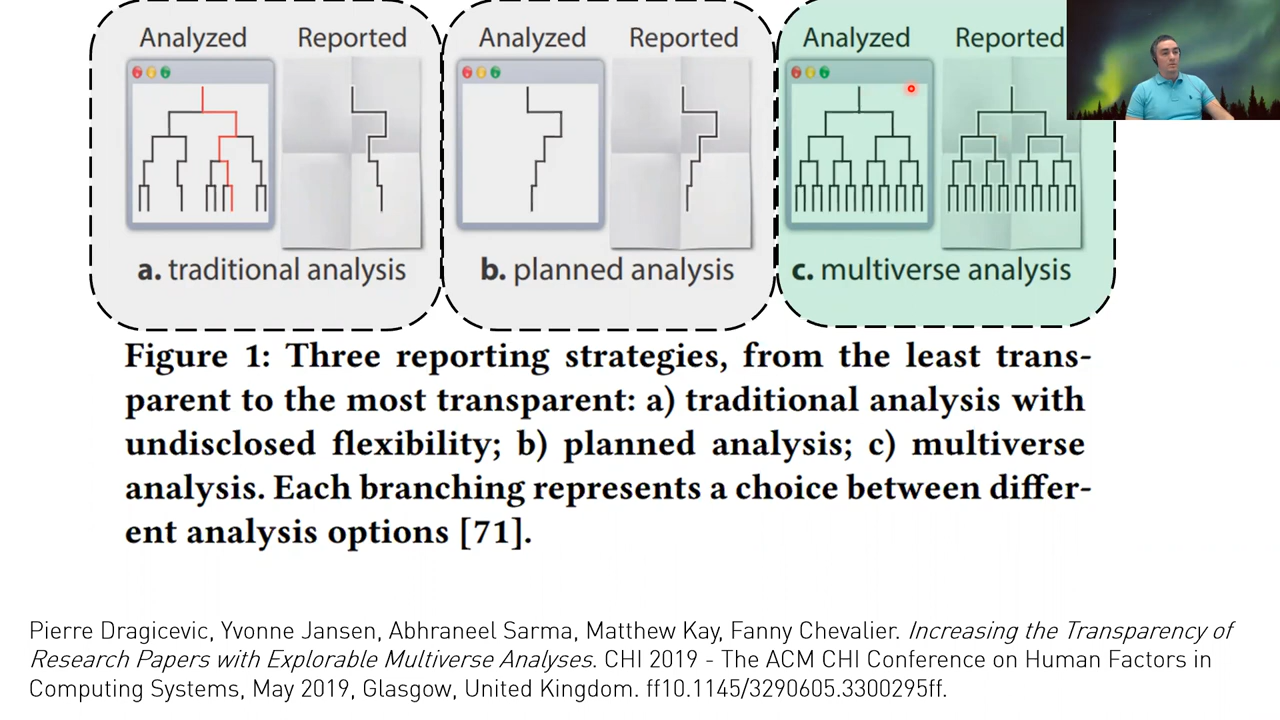 Analyzed Reported Analyzed Reported Analyzed Reported
a. traditional analysis b. planned analysis c. multiverse analysis
Figure 1: Three reporting strategies, from the least trans-
parent to the most transparent: a) traditional analysis with
undisclosed flexibility; b) planned analysis; c) multiverse
analysis. Each branching represents a choice between differ-
ent analysis options [71].
Pierre Dragicevic, Yvonne Jansen, Abhraneel Sarma, Matthew Kay, Fanny Chevalier. Increasing the Transparency of
Research Papers with Explorable Multiverse Analyses. CHI 2019 - The ACM CHI Conference on Human Factors in
Computing Systems, May 2019, Glasgow, United Kingdom. ff10.1145/3290605.3300295ff.